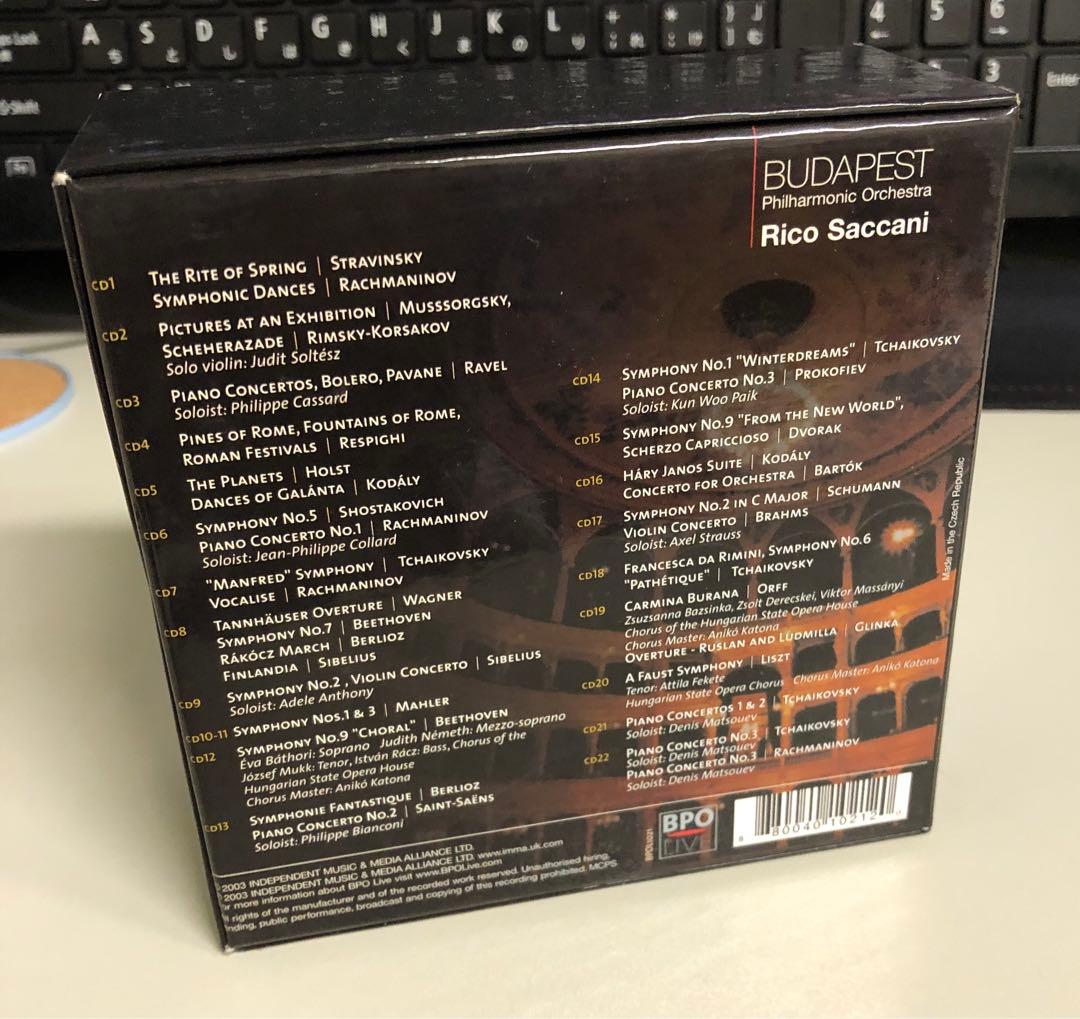 A
S
D
F
G
H
J
K
L
4
5
6
3
Enter
BUDAPEST
Philharmonic Orchestra
Rico Saccani
CD1 THE RITE OF SPRING | STRAVINSKY
SYMPHONIC DANCES | RACHMANINOV
CD2 PICTURES AT AN EXHIBITION | MUSSSORGSKY,
SCHEHERAZADE | RIMSKY-KORSAKOV
Solo violin: Judit Soltész
CD3 PIANO CONCERTOS, BOLERO, PAVANE | RAVEL
Soloist: Philippe Cassard
CD4 PINES OF ROME, FOUNTAINS OF ROME,
ROMAN FESTIVALS | RESPIGHI
CD5 THE PLANETS | HOLST
DANCES OF GALÁNTA | KODÁLY
CD6 SYMPHONY NO.5 | SHOSTAKOVICH
PIANO CONCERTO NO.1 | RACHMANINOV
Soloist: Jean-Philippe Collard
CD7 "MANFRED" SYMPHONY | TCHAIKOVSKY
VOCALISE | RACHMANINOV
CD8 TANNHÄUSER OVERTURE | WAGNER
SYMPHONY NO.7 | BEETHOVEN
RÁKÓCZ MARCH | BERLIOZ
FINLANDIA | SIBELIUS
CD9 SYMPHONY NO.2, VIOLIN CONCERTO | SIBELIUS
Soloist: Adele Anthony
CD10-11 SYMPHONY NOS.1 & 3 | MAHLER
CD12 SYMPHONY NO.9 "CHORAL" | BEETHOVEN
Éva Báthori: Soprano Judith Németh: Mezzo-soprano
József Mukk: Tenor, István Rácz: Bass, Chorus of the
Hungarian State Opera House
Chorus Master: Anikó Katona
CD13 SYMPHONIE FANTASTIQUE | BERLIOZ
PIANO CONCERTO NO.2 | SAINT-SAËNS
Soloist: Philippe Bianconi
CD14 SYMPHONY NO.1 "WINTERDREAMS" | TCHAIKOVSKY
PIANO CONCERTO NO.3 | PROKOFIEV
Soloist: Kun Woo Paik
CD15 SYMPHONY NO.9 "FROM THE NEW WORLD",
SCHERZO CAPRICCIOSO | DVORAK
CD16 HÁRY JANOS SUITE | KODÁLY
CONCERTO FOR ORCHESTRA | BARTÓK
CD17 SYMPHONY NO.2 IN C MAJOR | SCHUMANN
VIOLIN CONCERTO | BRAHMS
Soloist: Axel Strauss
CD18 FRANCESCA DA RIMINI, SYMPHONY NO.6
"PATHÉTIQUE" | TCHAIKOVSKY
CD19 CARMINA BURANA | ORFF
Zsuzsanna Bazsinka, Zsolt Derecskei, Viktor Massányi
Chorus of the Hungarian State Opera House
Chorus Master: Anikó Katona
OVERTURE - RUSLAN AND LUDMILLA | GLINKA
CD20 A FAUST SYMPHONY | LISZT
Tenor: Attila Fekete
Hungarian State Opera Chorus Chorus Master: Anikó Katona
CD21 PIANO CONCERTOS 1 & 2 | TCHAIKOVSKY
Soloist: Denis Matsouev
CD22 PIANO CONCERTO NO.3 | TCHAIKOVSKY
Soloist: Denis Matsouev
PIANO CONCERTO NO.3 | RACHMANINOV
Soloist: Denis Matsouev
Made in the Czech Republic
BPOL1021
BPO
LIVE
80040 10212
2003 INDEPENDENT MUSIC & MEDIA ALLIANCE LTD.
2003 INDEPENDENT MUSIC & MEDIA ALLIANCE LTD. www.imma.uk.com
more information about BPO Live visit www.BPOLive.com
rights of the manufacturer and of the recorded work reserved. Unauthorised hiring,
nding, public performance, broadcast and copying of this recording prohibited. MCPS